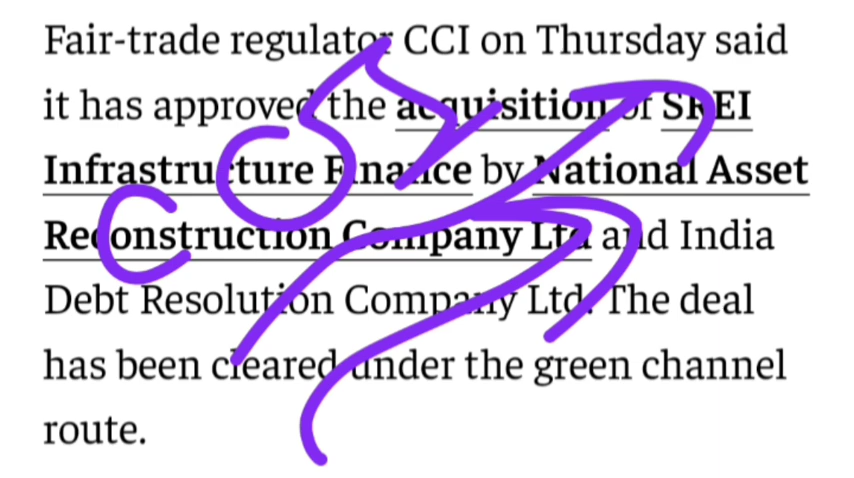 Fair-trade regulator CCI on Thursday said
it has approved the acquisition of SREI
Infrastructure Finance by National Asset
Reconstruction Company Ltd and India
Debt Resolution Company Ltd. The deal
has been cleared under the green channel
route.